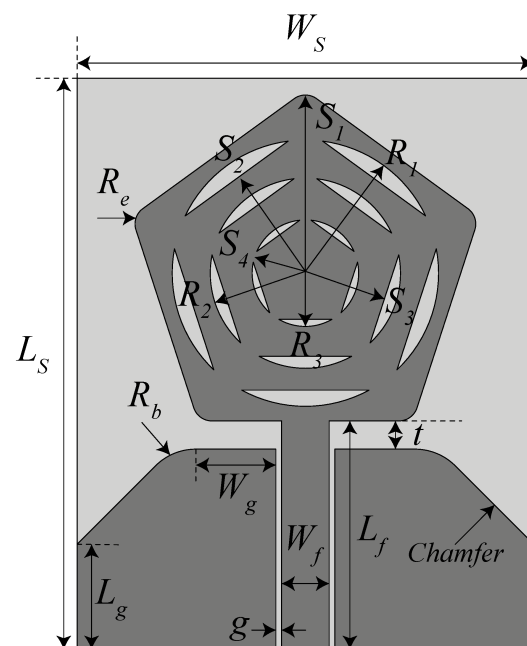 W_S
S_1
S_2
R_1
R_e
S_4
R_2
S_3
R_3
L_S
R_b
t
W_g
L_f
W_f
Chamfer
L_g
g